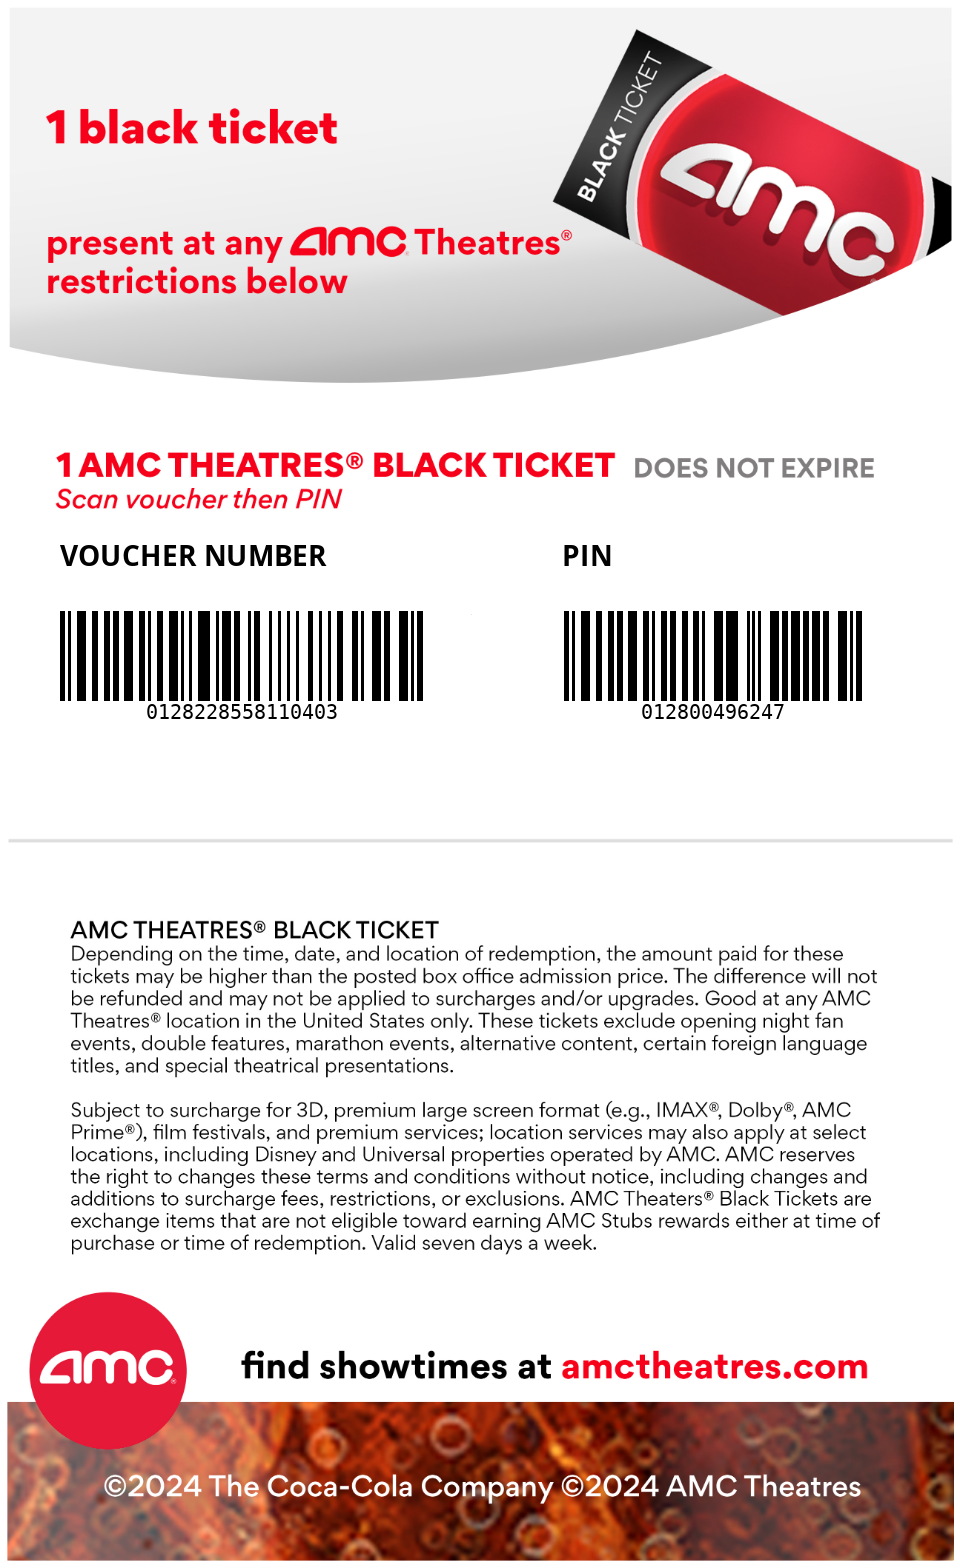 BLACK TICKET
amc
1 black ticket
present at any amc Theatres®
restrictions below
1 AMC THEATRES® BLACK TICKET DOES NOT EXPIRE
Scan voucher then PIN
VOUCHER NUMBER PIN
0128228558110403 012800496247
AMC THEATRES® BLACK TICKET
Depending on the time, date, and location of redemption, the amount paid for these
tickets may be higher than the posted box office admission price. The difference will not
be refunded and may not be applied to surcharges and/or upgrades. Good at any AMC
Theatres® location in the United States only. These tickets exclude opening night fan
events, double features, marathon events, alternative content, certain foreign language
titles, and special theatrical presentations.
Subject to surcharge for 3D, premium large screen format (e.g., IMAX®, Dolby®, AMC
Prime®), film festivals, and premium services; location services may also apply at select
locations, including Disney and Universal properties operated by AMC. AMC reserves
the right to changes these terms and conditions without notice, including changes and
additions to surcharge fees, restrictions, or exclusions. AMC Theaters® Black Tickets are
exchange items that are not eligible toward earning AMC Stubs rewards either at time of
purchase or time of redemption. Valid seven days a week.
amc®
find showtimes at amctheatres.com
©2024 The Coca-Cola Company ©2024 AMC Theatres